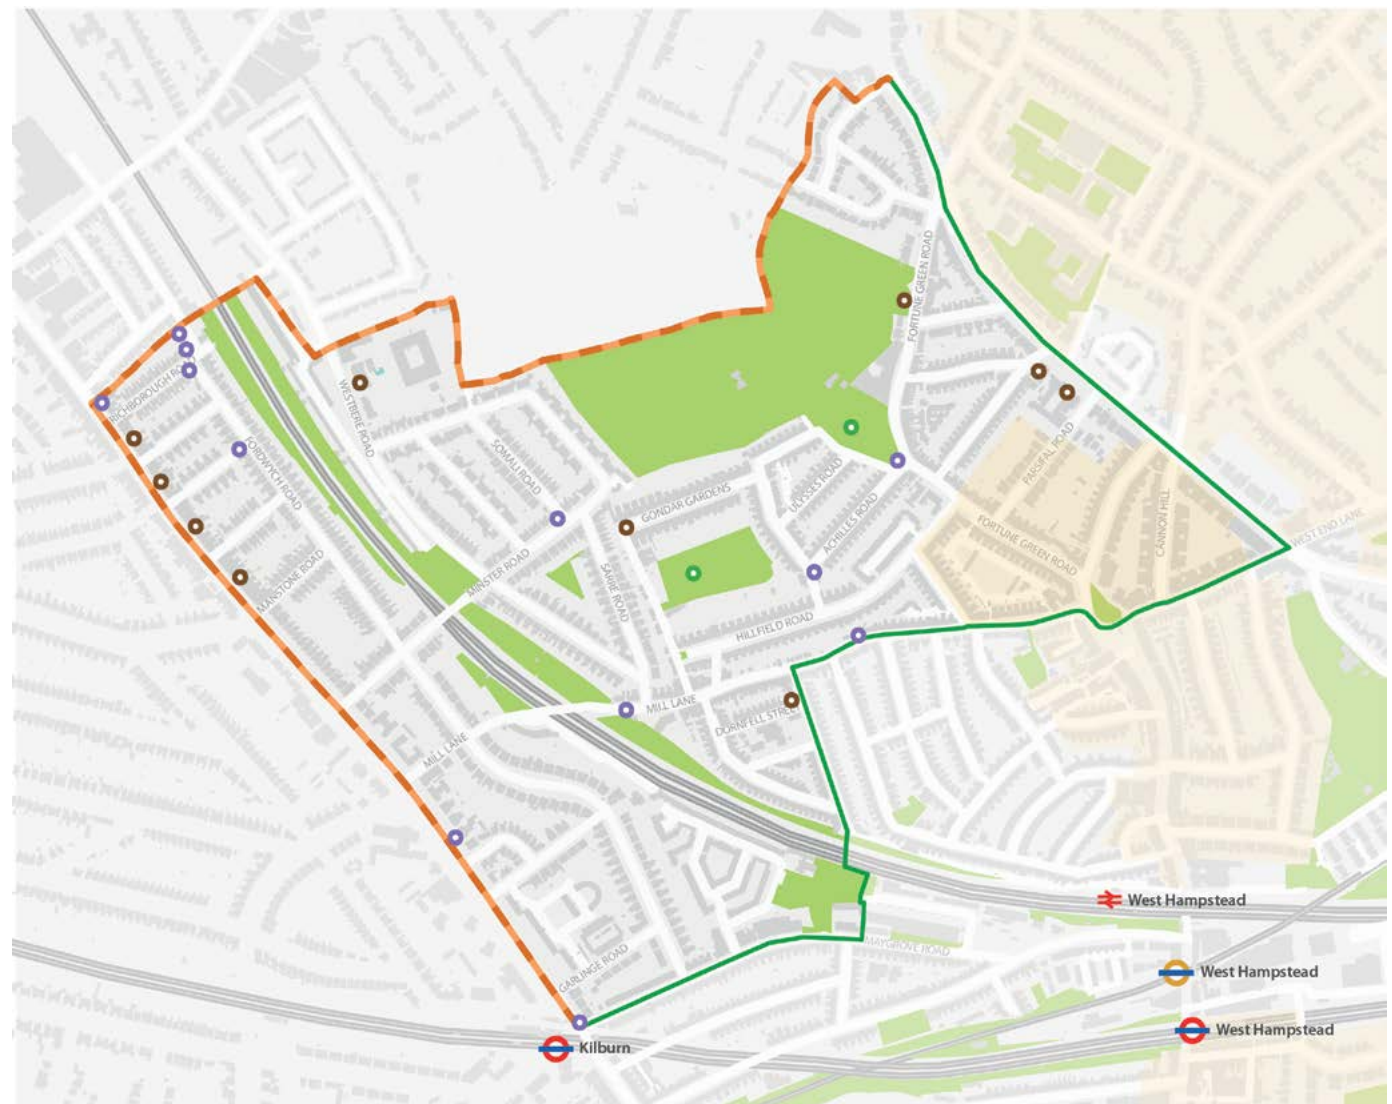 FORTUNE GREEN ROAD
RICHBOROUGH RO
WESTBERE ROAD
FORDWYCH ROAD
SOMALI ROAD
GONDAR GARDENS
ULYSSES ROAD
ACHILLES ROAD
PARSIFAL ROAD
FORTUNE GREEN ROAD
CANNON HILL
WEST END LANE
MANSTONE ROAD
MINSTER ROAD
SARRE ROAD
HILLFIELD ROAD
MILL LANE
DORNFELL STREET
MILL LANE
GARLINGE ROAD
MAYGROVE ROAD
West Hampstead
West Hampstead
West Hampstead
Kilburn